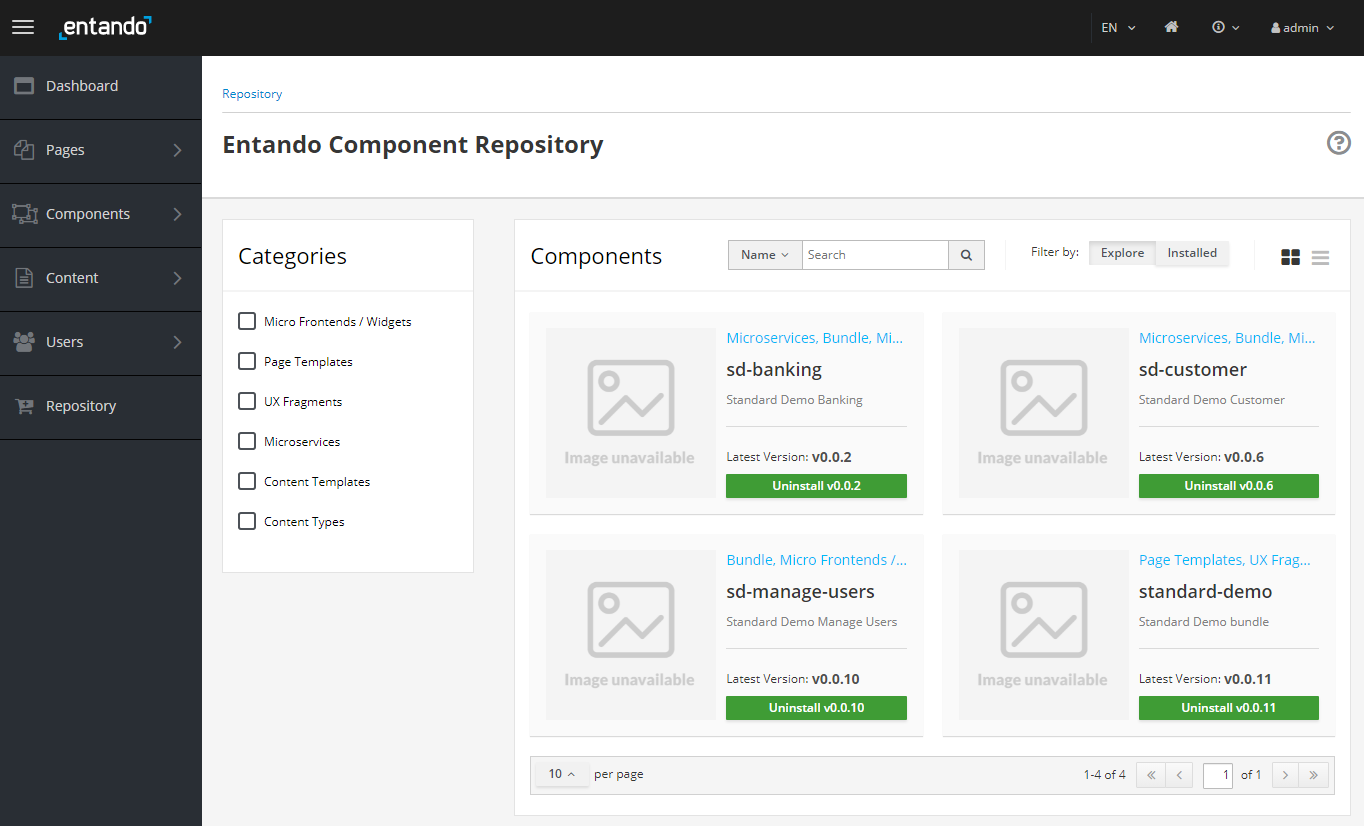 entando
EN
admin
Dashboard
Pages
Components
Content
Users
Repository
Repository
Entando Component Repository
Categories
Micro Frontends / Widgets
Page Templates
UX Fragments
Microservices
Content Templates
Content Types
Components
Name
Search
Filter by:
Explore
Installed
Image unavailable
Microservices, Bundle, Mi...
sd-banking
Standard Demo Banking
Latest Version: v0.0.2
Uninstall v0.0.2
Image unavailable
Microservices, Bundle, Mi...
sd-customer
Standard Demo Customer
Latest Version: v0.0.6
Uninstall v0.0.6
Image unavailable
Bundle, Micro Frontends /...
sd-manage-users
Standard Demo Manage Users
Latest Version: v0.0.10
Uninstall v0.0.10
Image unavailable
Page Templates, UX Frag...
standard-demo
Standard Demo bundle
Latest Version: v0.0.11
Uninstall v0.0.11
10 per page
1-4 of 4
1 of 1